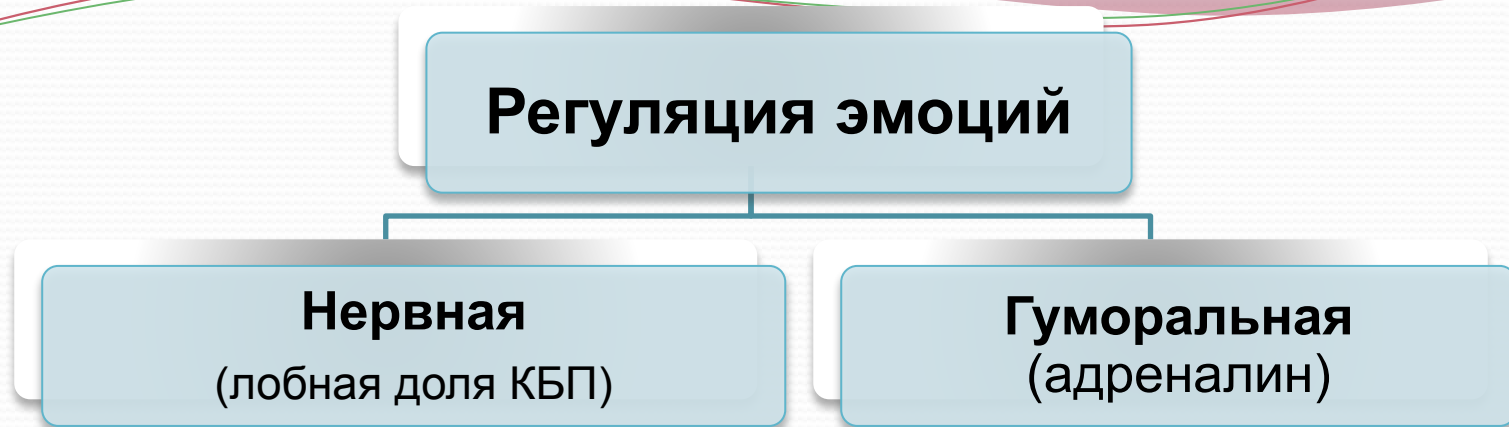 Регуляция эмоций
Нервная
(лобная доля КБП)
Гуморальная
(адреналин)